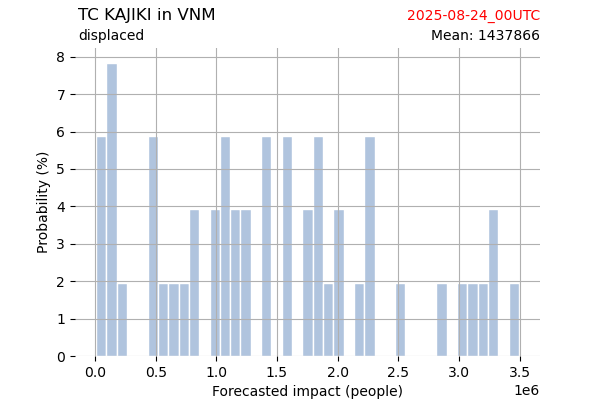 TC KAJIKI in VNM
2025-08-24_00UTC
displaced
Mean: 1437866
Probability (%)
8
7
6
5
4
3
2
1
0
0.0 0.5 1.0 1.5 2.0 2.5 3.0 3.5
1e6
Forecasted impact (people)